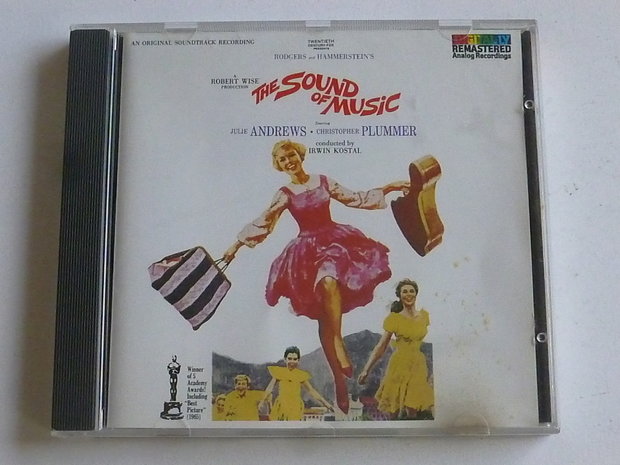 AN ORIGINAL SOUNDTRACK RECORDING
TWENTIETH
CENTURY-FOX
PRESENTS
RODGERS and HAMMERSTEIN'S
A
ROBERT WISE
PRODUCTION
THE SOUND
OF MUSIC
Starring
JULIE ANDREWS • CHRISTOPHER PLUMMER
conducted by
IRWIN KOSTAL
REMASTERED
Analog Recordings
Winner
of 5
Academy
Awards!
Including
"Best
Picture"
(1965)